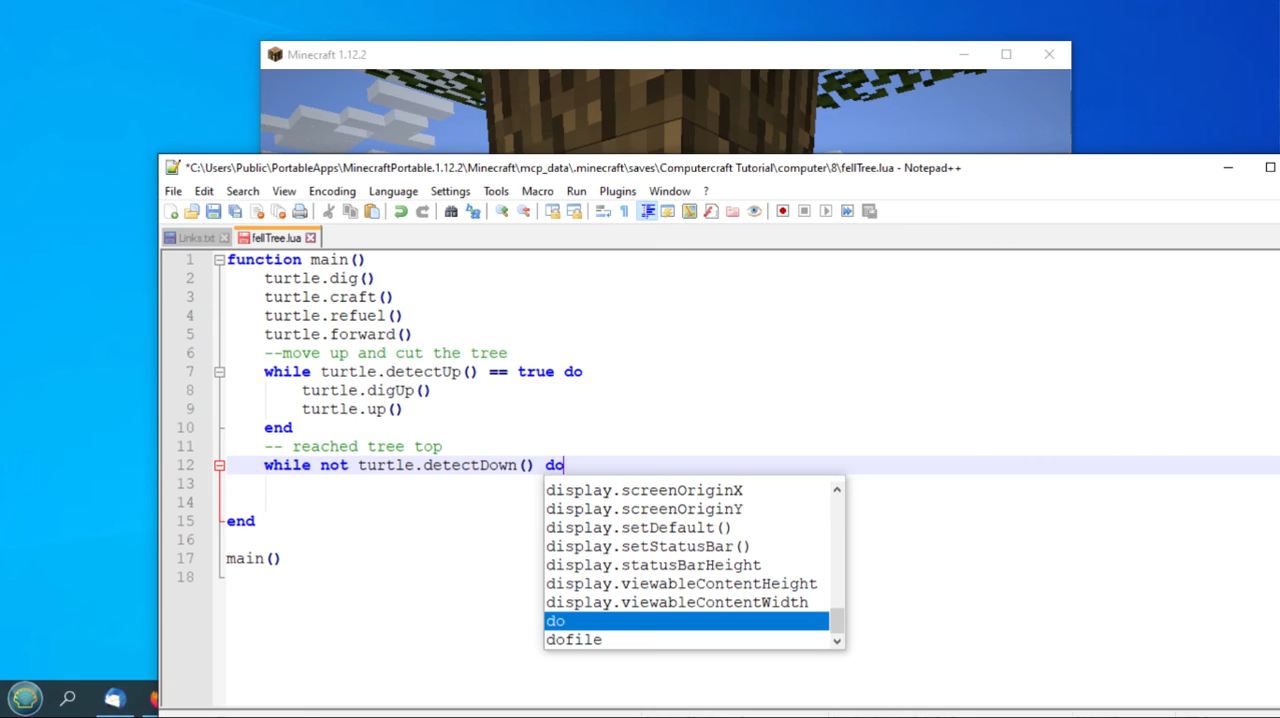 Minecraft 1.12.2
*C:\Users\Public\PortableApps\MinecraftPortable.1.12.2\Minecraft\mcp_data\.minecraft\saves\Computercraft Tutorial\computer\8\fellTree.lua - Notepad++
File Edit Search View Encoding Language Settings Tools Macro Run Plugins Window ?
Links.txt fellTree.lua
1 function main()
2 turtle.dig()
3 turtle.craft()
4 turtle.refuel()
5 turtle.forward()
6 --move up and cut the tree
7 while turtle.detectUp() == true do
8 turtle.digUp()
9 turtle.up()
10 end
11 -- reached tree top
12 while not turtle.detectDown() do
13
14
15 end
16
17 main()
18
display.screenOriginX
display.screenOriginY
display.setDefault()
display.setStatusBar()
display.statusBarHeight
display.viewableContentHeight
display.viewableContentWidth
do
dofile